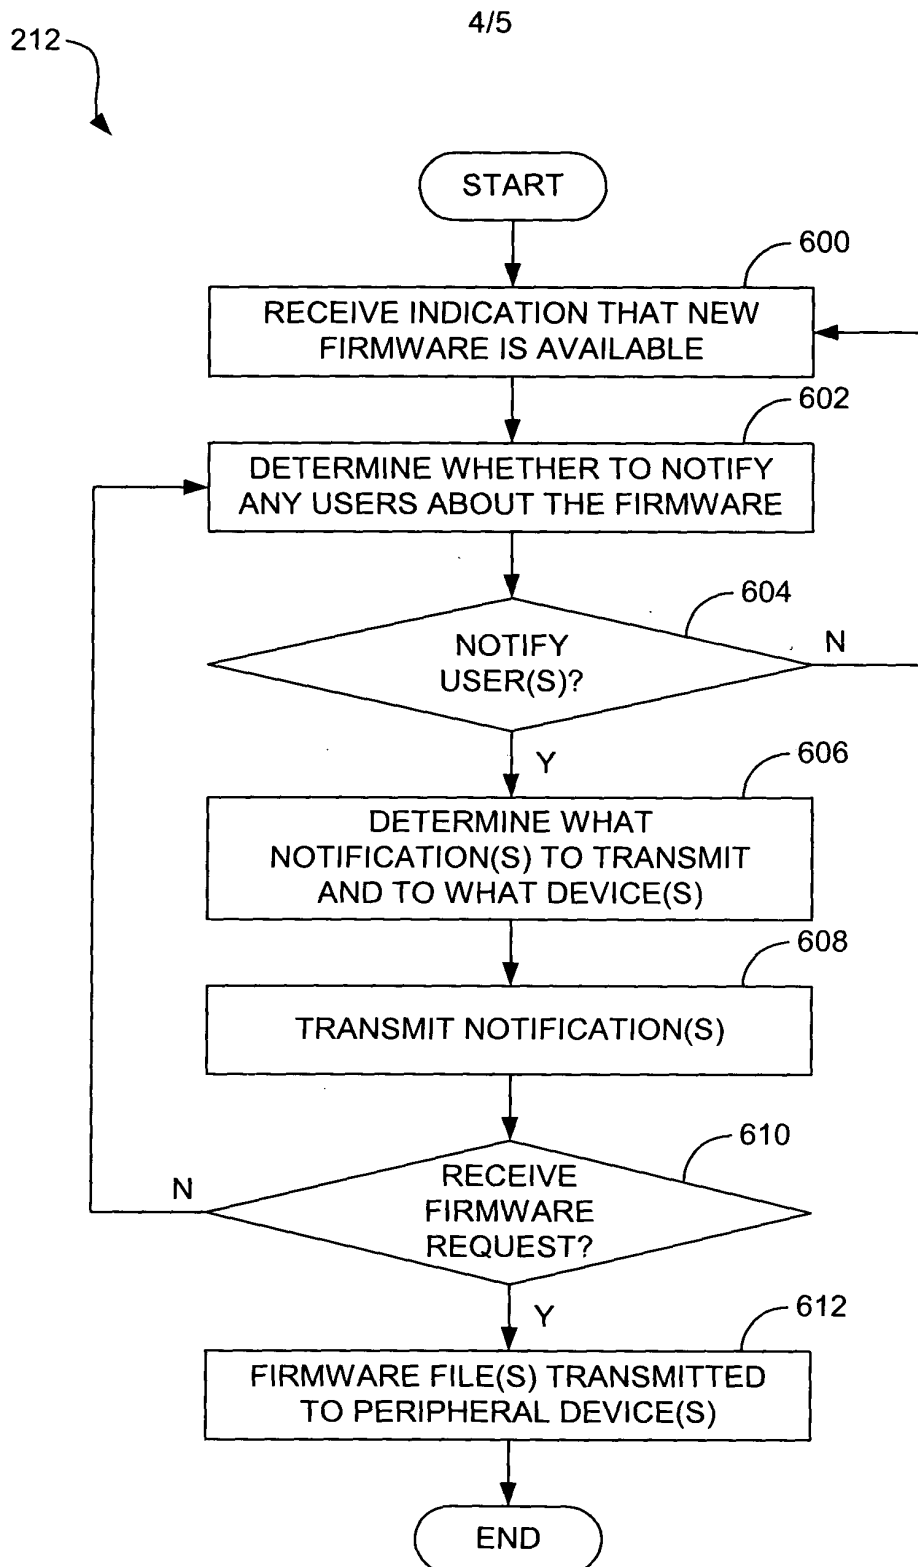 4/5
212
START
600
RECEIVE INDICATION THAT NEW
FIRMWARE IS AVAILABLE
602
DETERMINE WHETHER TO NOTIFY
ANY USERS ABOUT THE FIRMWARE
604
NOTIFY
USER(S)?
N
Y
606
DETERMINE WHAT
NOTIFICATION(S) TO TRANSMIT
AND TO WHAT DEVICE(S)
608
TRANSMIT NOTIFICATION(S)
610
RECEIVE
FIRMWARE
REQUEST?
N
Y
612
FIRMWARE FILE(S) TRANSMITTED
TO PERIPHERAL DEVICE(S)
END